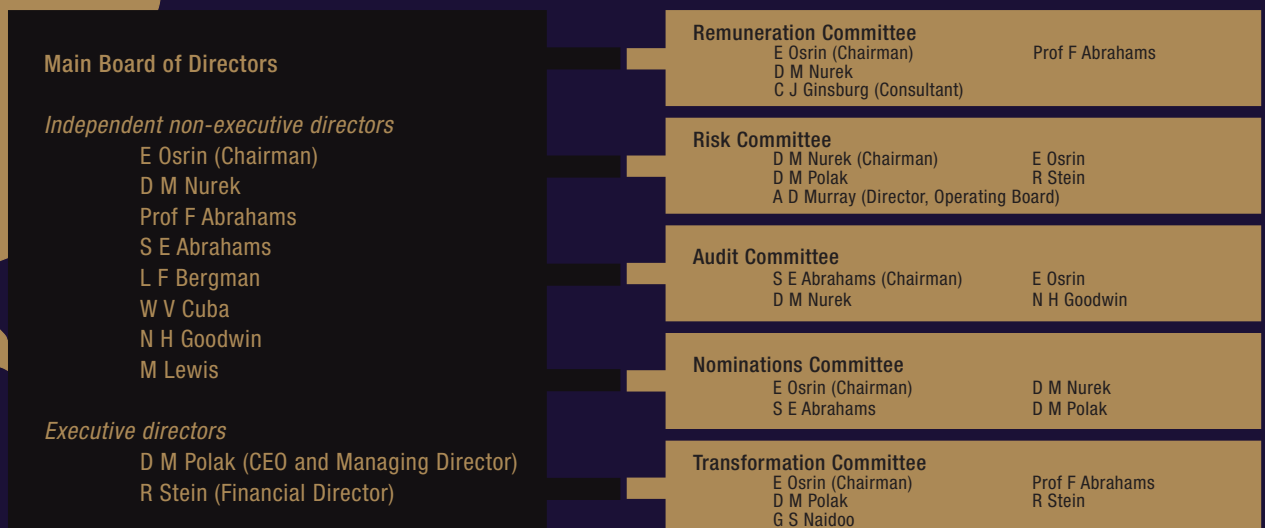 Main Board of Directors
Independent non-executive directors
E Osrin (Chairman)
D M Nurek
Prof F Abrahams
S E Abrahams
L F Bergman
W V Cuba
N H Goodwin
M Lewis
Executive directors
D M Polak (CEO and Managing Director)
R Stein (Financial Director)
Remuneration Committee
E Osrin (Chairman) Prof F Abrahams
D M Nurek
C J Ginsburg (Consultant)
Risk Committee
D M Nurek (Chairman) E Osrin
D M Polak R Stein
A D Murray (Director, Operating Board)
Audit Committee
S E Abrahams (Chairman) E Osrin
D M Nurek N H Goodwin
Nominations Committee
E Osrin (Chairman) D M Nurek
S E Abrahams D M Polak
Transformation Committee
E Osrin (Chairman) Prof F Abrahams
D M Polak R Stein
G S Naidoo